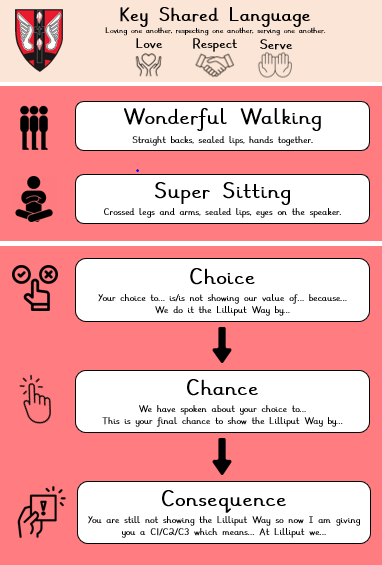 Key Shared Language
Loving one another, respecting one another, serving one another.
Love Respect Serve
Wonderful Walking
Straight backs, sealed lips, hands together.
Super Sitting
Crossed legs and arms, sealed lips, eyes on the speaker.
Choice
Your choice to... is/is not showing our value of... because...
We do it the Lilliput Way by...
Chance
We have spoken about your choice to...
This is your final chance to show the Lilliput Way by...
Consequence
You are still not showing the Lilliput Way so now I am giving
you a C1/C2/C3 which means... At Lilliput we...